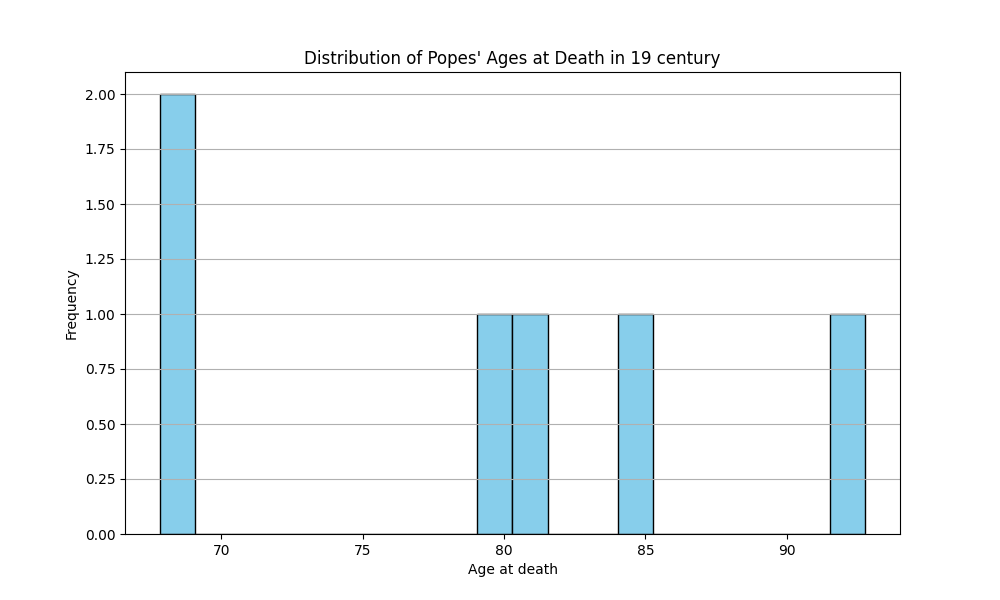 Distribution of Popes' Ages at Death in 19 century
2.00
1.75
1.50
1.25
1.00
0.75
0.50
0.25
0.00
Frequency
70 75 80 85 90
Age at death